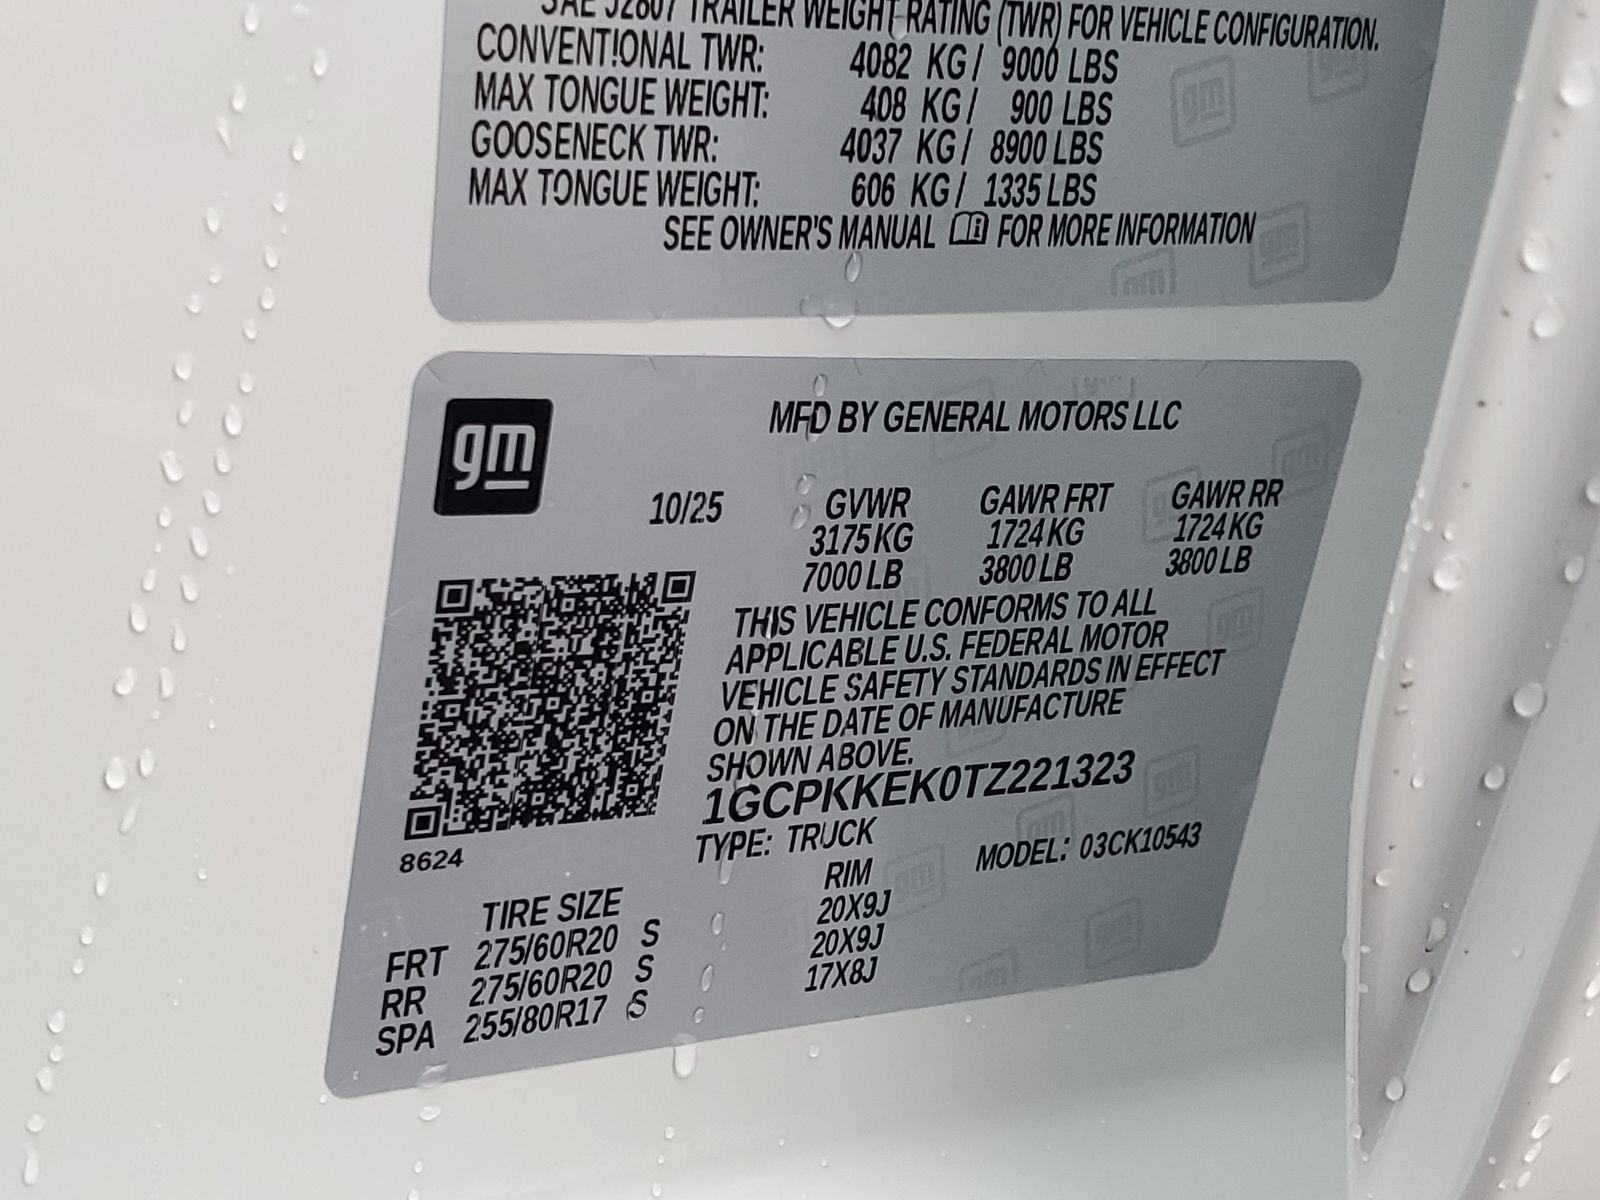 SAE J2807 TRAILER WEIGHT RATING (TWR) FOR VEHICLE CONFIGURATION.
CONVENTIONAL TWR: 4082 KG / 9000 LBS
MAX TONGUE WEIGHT: 408 KG / 900 LBS
GOOSENECK TWR: 4037 KG / 8900 LBS
MAX TONGUE WEIGHT: 606 KG / 1335 LBS
SEE OWNER'S MANUAL FOR MORE INFORMATION
gm
MFD BY GENERAL MOTORS LLC
10/25 GVWR GAWR FRT GAWR RR
3175 KG 1724 KG 1724 KG
7000 LB 3800 LB 3800 LB
THIS VEHICLE CONFORMS TO ALL
APPLICABLE U.S. FEDERAL MOTOR
VEHICLE SAFETY STANDARDS IN EFFECT
ON THE DATE OF MANUFACTURE
SHOWN ABOVE.
1GCPKKEK0TZ221323
TYPE: TRUCK MODEL: 03CK10543
8624
TIRE SIZE RIM
FRT 275/60R20 S 20X9J
RR 275/60R20 S 20X9J
SPA 255/80R17 S 17X8J